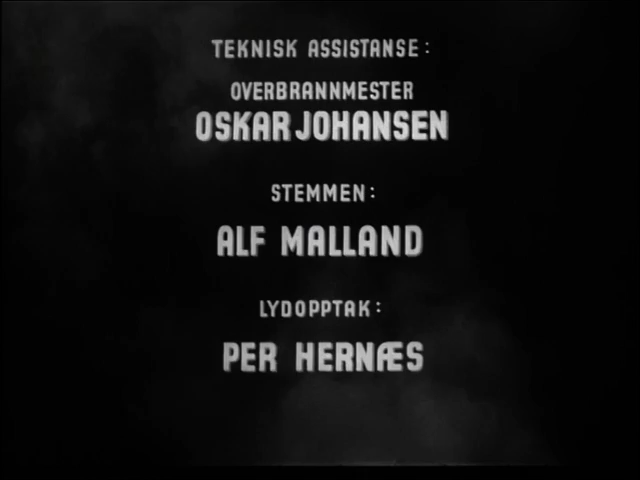 TEKNISK ASSISTANSE:
OVERBRANNMESTER
OSKAR JOHANSEN
STEMMEN:
ALF MALLAND
LYDOPPTAK:
PER HERNÆS